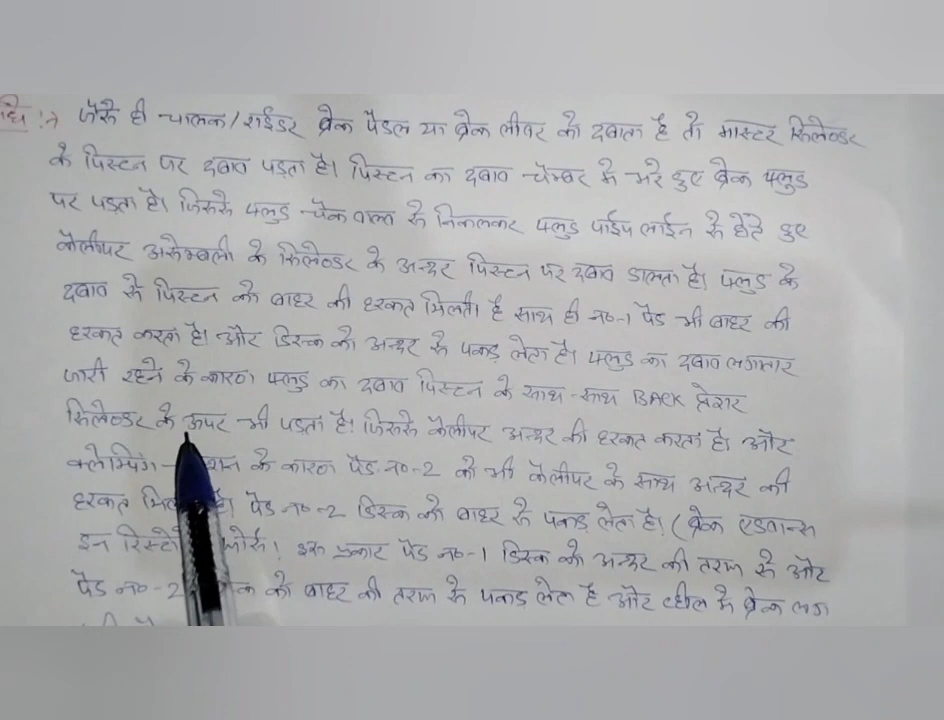 धि :→ जैसे ही चालक/राईडर ब्रेक पैडल या ब्रेक लीवर को दबाता है तो मास्टर सिलेण्डर
के पिस्टन पर दबाव पड़ता है। पिस्टन का दबाव चैम्बर मे भरे हुए ब्रेक फ्लुड
पर पड़ता है। जिससे फ्लुड चैक वाल्व से निकलकर फ्लुड पाईप लाईन से होते हुए
कैलीपर असेम्बली के सिलेण्डर के अन्दर पिस्टन पर दबाव डालता है। फ्लुड के
दबाव से पिस्टन को बाहर की हरकत मिलती है साथ ही न०-1 पैड भी बाहर की
हरकत करता है। और डिस्क को अन्दर से पकड़ लेता है। फ्लुड का दबाव लगातार
जारी रहने के कारण फ्लुड का दबाव पिस्टन के साथ-साथ BACK प्रेशर
सिलेण्डर के ऊपर भी पड़ता है। जिससे कैलीपर अन्दर की हरकत करता है। और
क्लेम्पिंग के कारण पैड न०-2 को भी कैलीपर के साथ अन्दर की
हरकत है। पैड न०-2 डिस्क को बाहर से पकड़ लेता है। (ब्रेक एडवान्स
इन फोर्स। इस प्रकार पैड न०-1 डिस्क को अन्दर की तरफ से और
पैड न०-2 को बाहर की तरफ से पकड लेता है और व्हील मे ब्रेक लग